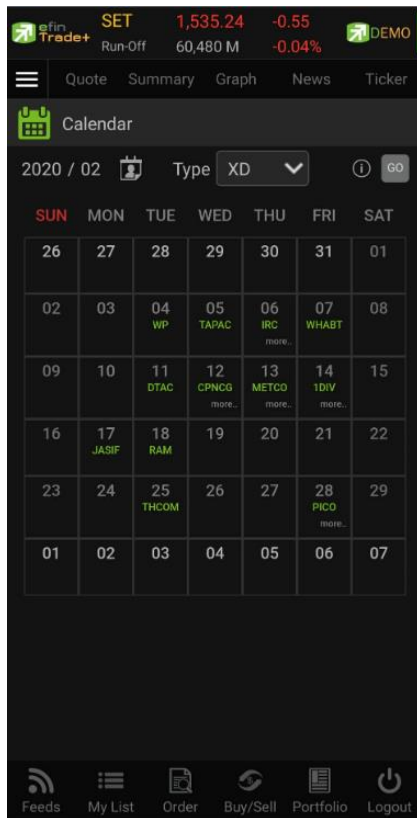 efin Trade+ SET 1,535.24 -0.55 DEMO
Run-Off 60,480 M -0.04%
Quote Summary Graph News Ticker
Calendar
2020 / 02 Type XD GO
SUN MON TUE WED THU FRI SAT
26 27 28 29 30 31 01
02 03 04 05 06 07 08
WP TAPAC IRC WHABT
more..
09 10 11 12 13 14 15
DTAC CPNCG METCO 1DIV
more.. more.. more..
16 17 18 19 20 21 22
JASIF RAM
23 24 25 26 27 28 29
THCOM PICO
more..
01 02 03 04 05 06 07
Feeds My List Order Buy/Sell Portfolio Logout